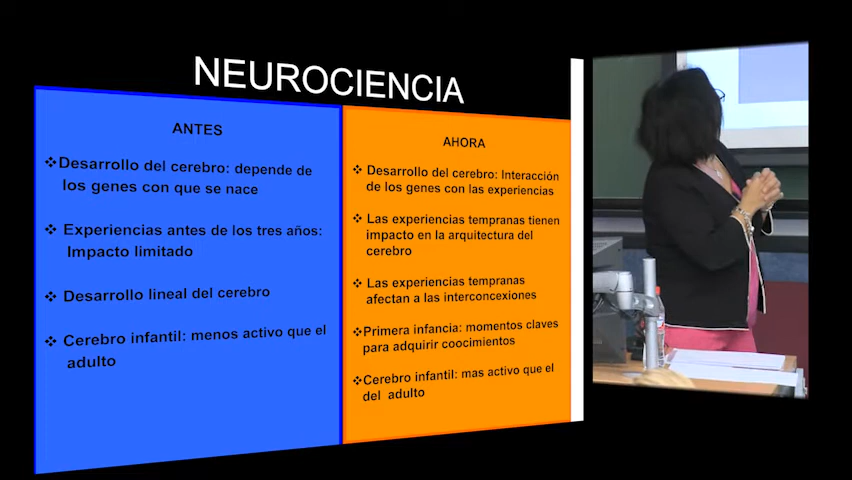 NEUROCIENCIA
ANTES
❖Desarrollo del cerebro: depende de
los genes con que se nace
❖ Experiencias antes de los tres años:
Impacto limitado
❖ Desarrollo lineal del cerebro
❖ Cerebro infantil: menos activo que el
adulto
AHORA
❖ Desarrollo del cerebro: Interacción
de los genes con las experiencias
❖ Las experiencias tempranas tienen
impacto en la arquitectura del
cerebro
❖ Las experiencias tempranas
afectan a las interconcexiones
❖Primera infancia: momentos claves
para adquirir coocimientos
❖Cerebro infantil: mas activo que el
del adulto